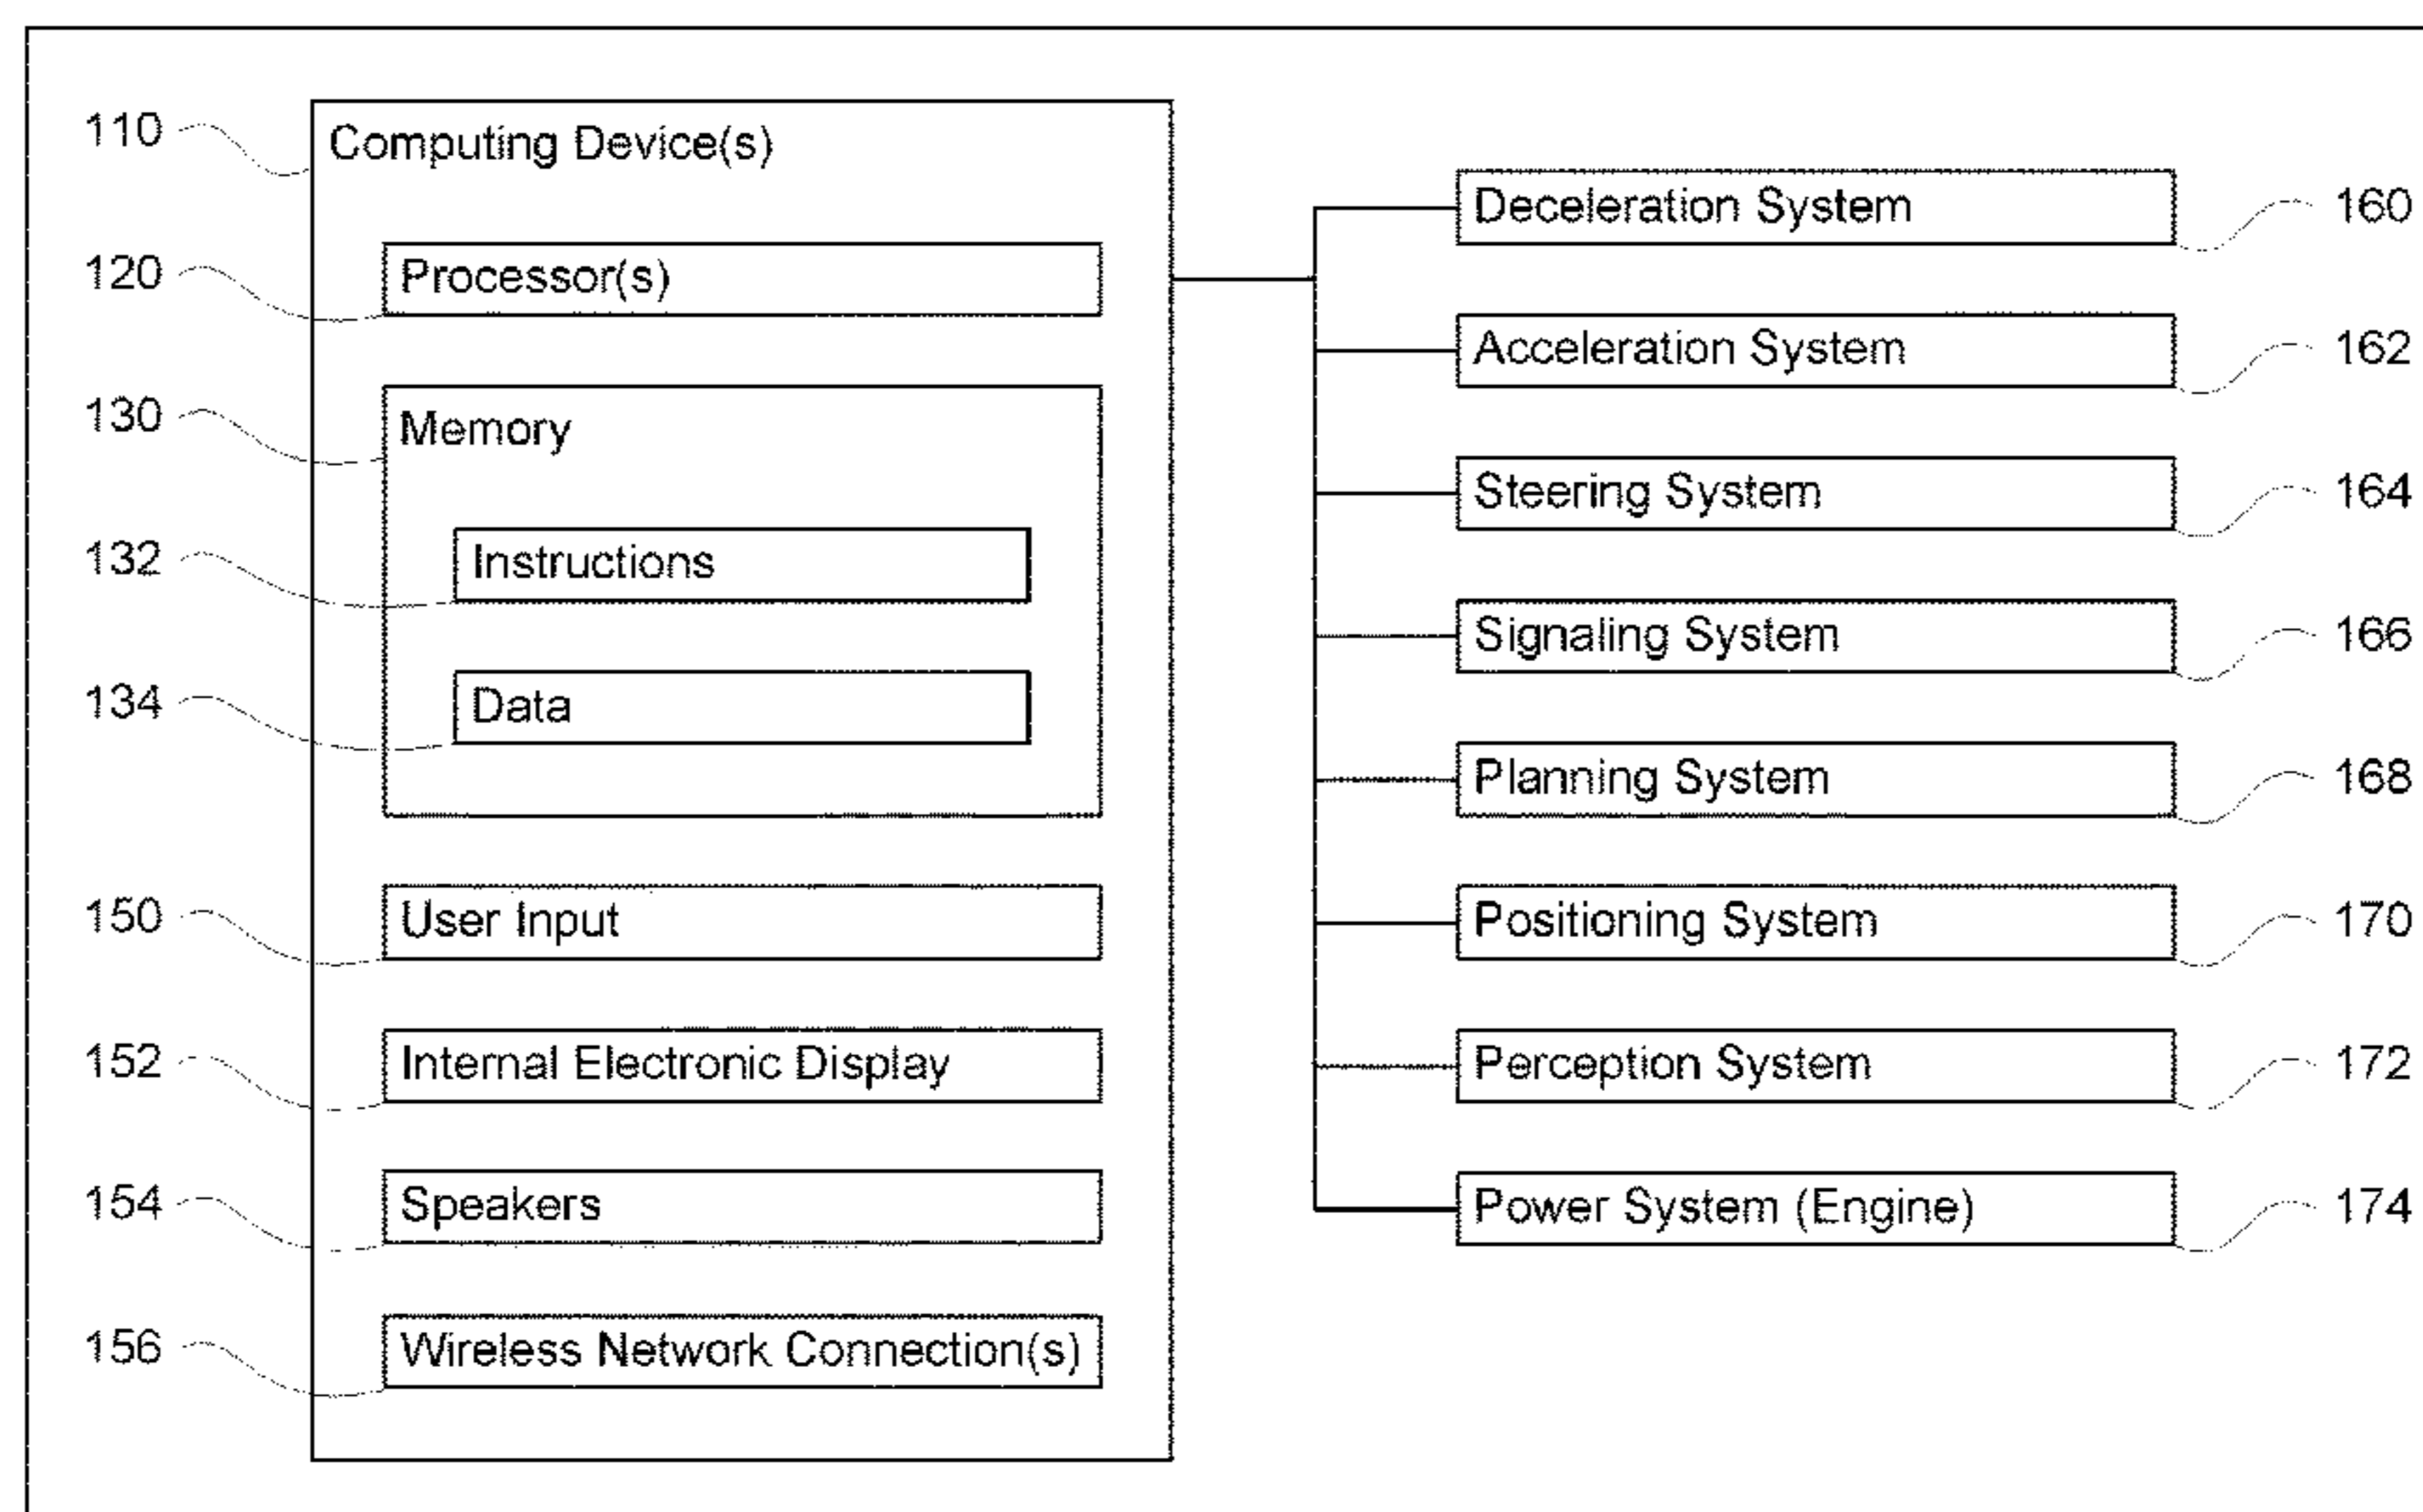 110 Computing Device(s)
120 Processor(s)
130 Memory
132 Instructions
134 Data
150 User Input
152 Internal Electronic Display
154 Speakers
156 Wireless Network Connection(s)
Deceleration System 160
Acceleration System 162
Steering System 164
Signaling System 166
Planning System 168
Positioning System 170
Perception System 172
Power System (Engine) 174